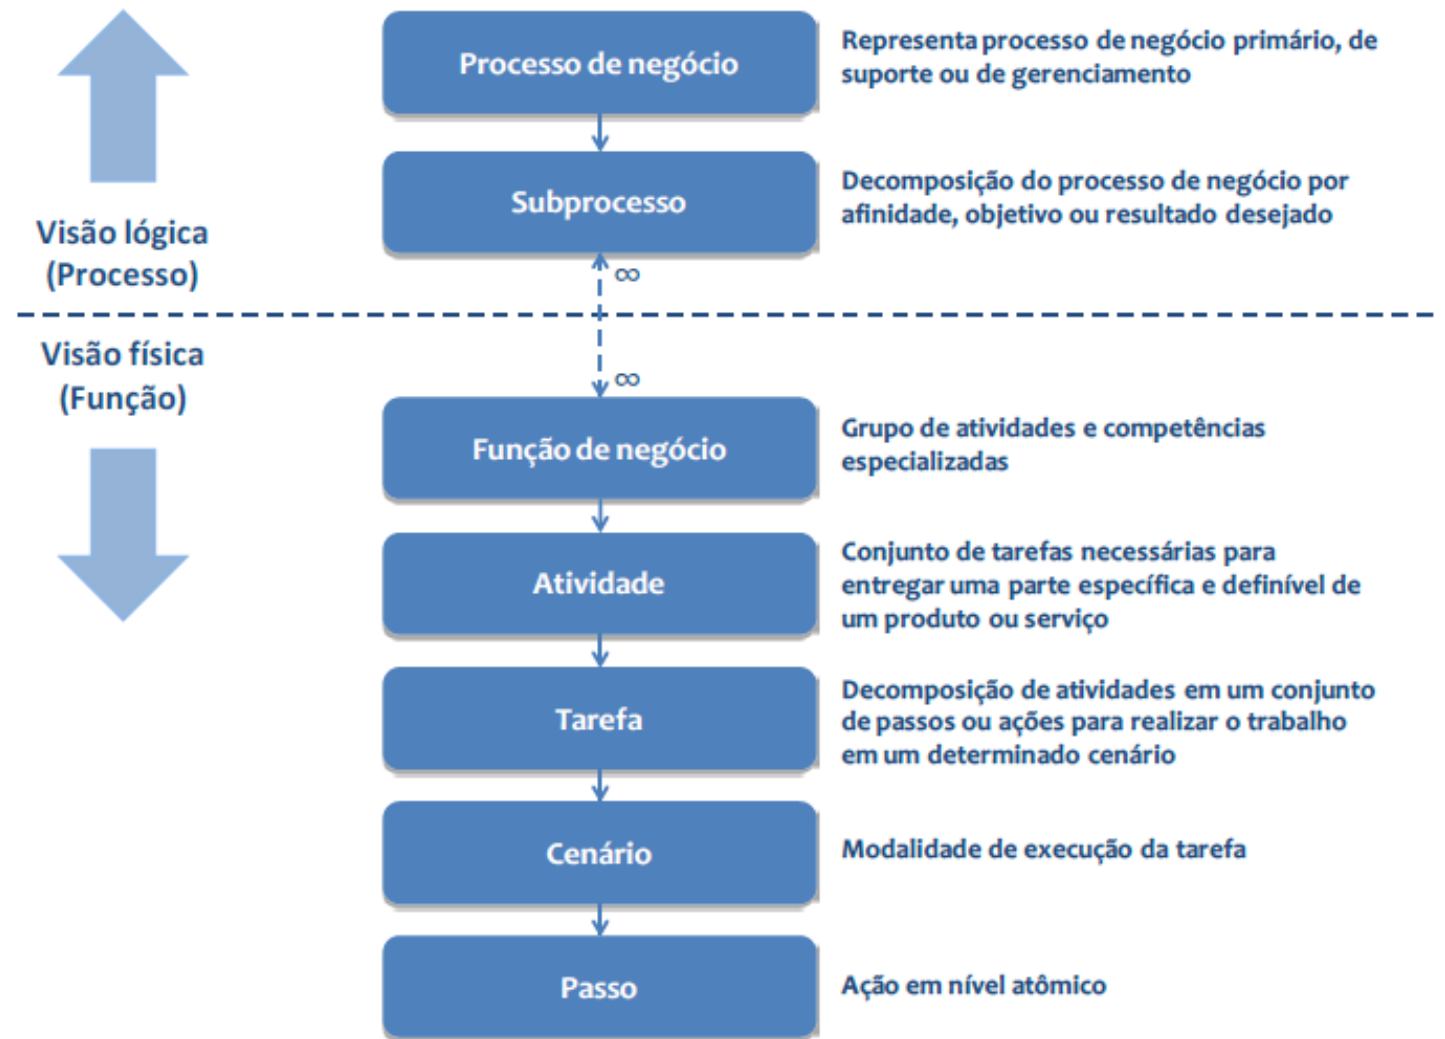 Processo de negócio
Representa processo de negócio primário, de
suporte ou de gerenciamento
Subprocesso
Decomposição do processo de negócio por
afinidade, objetivo ou resultado desejado
Visão lógica
(Processo)
∞
∞
Visão física
(Função)
Função de negócio
Grupo de atividades e competências
especializadas
Atividade
Conjunto de tarefas necessárias para
entregar uma parte específica e definível de
um produto ou serviço
Tarefa
Decomposição de atividades em um conjunto
de passos ou ações para realizar o trabalho
em um determinado cenário
Cenário
Modalidade de execução da tarefa
Passo
Ação em nível atômico